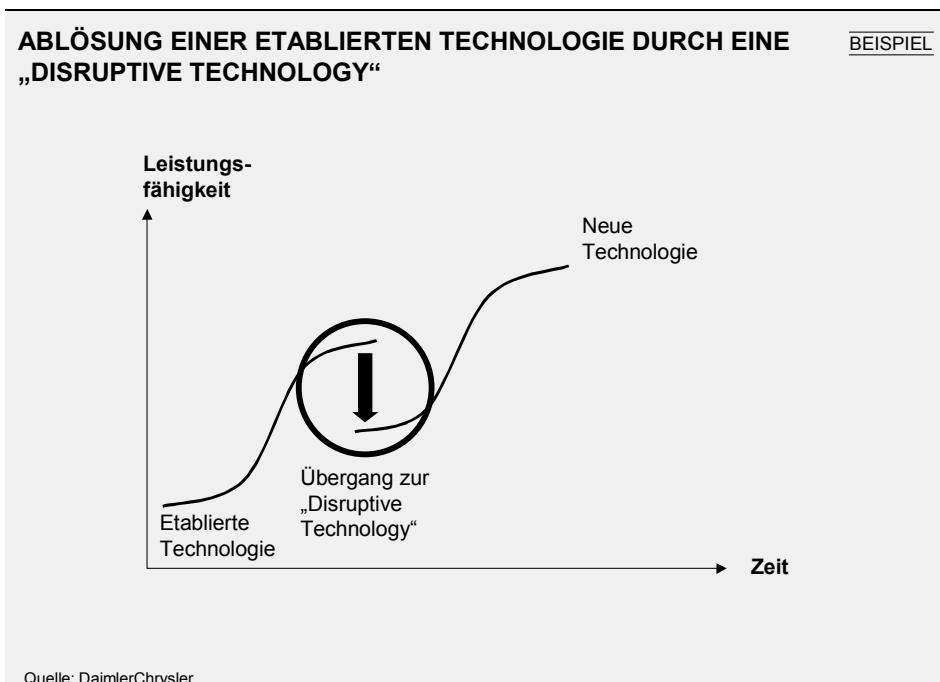 ABLÖSUNG EINER ETABLIERTEN TECHNOLOGIE DURCH EINE
„DISRUPTIVE TECHNOLOGY“
BEISPIEL
Leistungs-
fähigkeit
Neue
Technologie
Übergang zur
„Disruptive
Technology“
Etablierte
Technologie
Zeit
Quelle: DaimlerChrysler